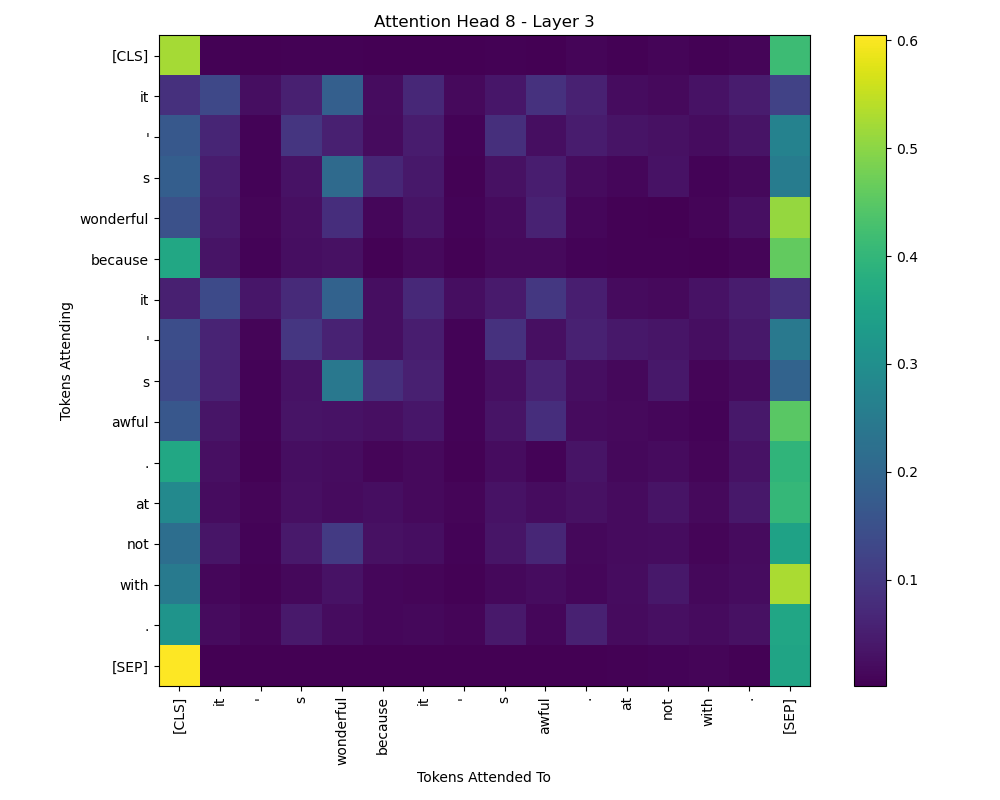 Attention Head 8 - Layer 3
[CLS]
it
'
s
wonderful
because
it
'
s
awful
.
at
not
with
.
[SEP]
Tokens Attending
[CLS]
it
'
s
wonderful
because
it
'
s
awful
.
at
not
with
.
[SEP]
Tokens Attended To
0.6
0.5
0.4
0.3
0.2
0.1